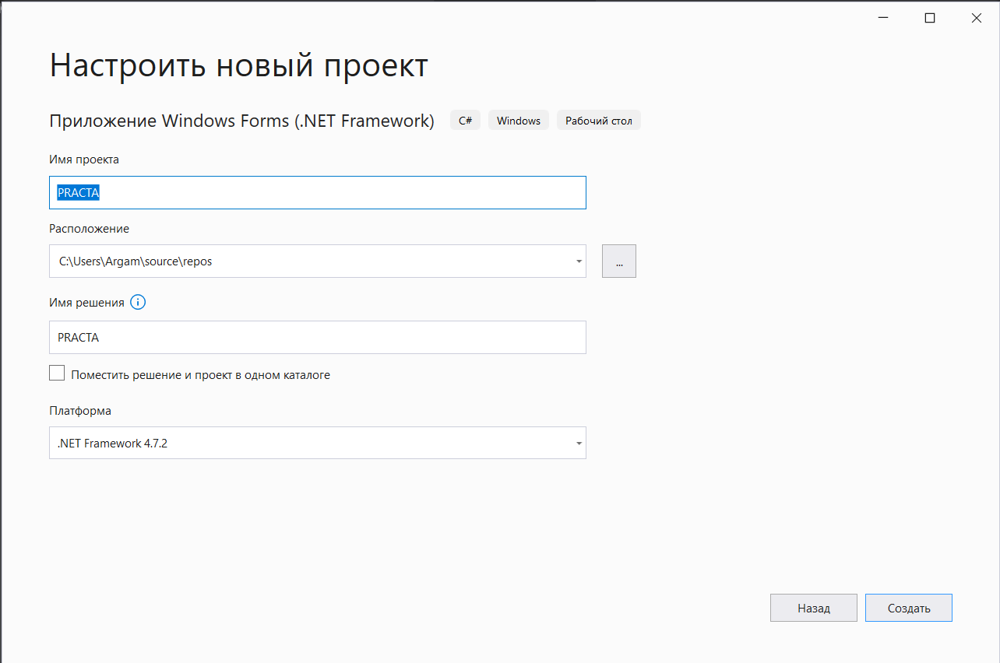 Настроить новый проект
Приложение Windows Forms (.NET Framework) C# Windows Рабочий стол
Имя проекта
PRACTA
Расположение
C:\Users\Argam\source\repos
...
Имя решения
PRACTA
Поместить решение и проект в одном каталоге
Платформа
.NET Framework 4.7.2
Назад Создать